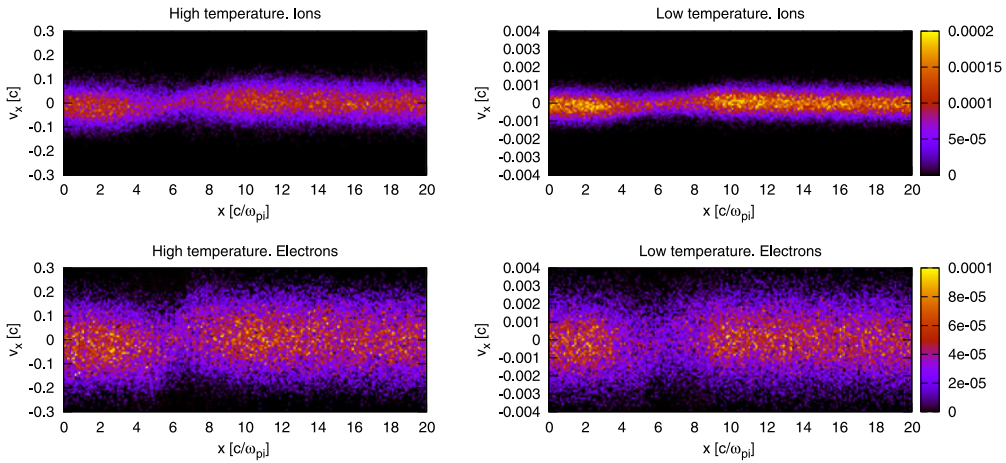 High temperature. Ions
0.3
0.2
0.1
0
-0.1
-0.2
-0.3
v_x [c]
0 2 4 6 8 10 12 14 16 18 20
x [c/ω_pi]
Low temperature. Ions
0.004
0.003
0.002
0.001
0
-0.001
-0.002
-0.003
-0.004
v_x [c]
0 2 4 6 8 10 12 14 16 18 20
x [c/ω_pi]
0.0002
0.00015
0.0001
5e-05
0
High temperature. Electrons
0.3
0.2
0.1
0
-0.1
-0.2
-0.3
v_x [c]
0 2 4 6 8 10 12 14 16 18 20
x [c/ω_pi]
Low temperature. Electrons
0.004
0.003
0.002
0.001
0
-0.001
-0.002
-0.003
-0.004
v_x [c]
0 2 4 6 8 10 12 14 16 18 20
x [c/ω_pi]
0.0001
8e-05
6e-05
4e-05
2e-05
0